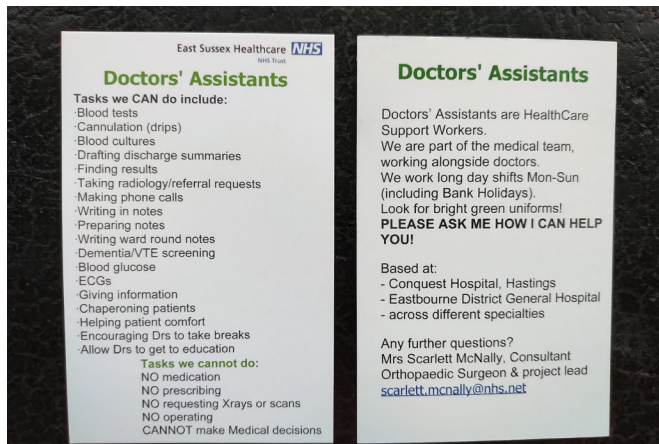 East Sussex Healthcare NHS
NHS Trust
Doctors' Assistants
Tasks we CAN do include:
·Blood tests
·Cannulation (drips)
·Blood cultures
·Drafting discharge summaries
·Finding results
·Taking radiology/referral requests
·Making phone calls
·Writing in notes
·Preparing notes
·Writing ward round notes
·Dementia/VTE screening
·Blood glucose
·ECGs
·Giving information
·Chaperoning patients
·Helping patient comfort
·Encouraging Drs to take breaks
·Allow Drs to get to education
Tasks we cannot do:
NO medication
NO prescribing
NO requesting Xrays or scans
NO operating
CANNOT make Medical decisions
Doctors' Assistants
Doctors' Assistants are HealthCare
Support Workers.
We are part of the medical team,
working alongside doctors.
We work long day shifts Mon-Sun
(including Bank Holidays).
Look for bright green uniforms!
PLEASE ASK ME HOW I CAN HELP
YOU!
Based at:
- Conquest Hospital, Hastings
- Eastbourne District General Hospital
- across different specialties
Any further questions?
Mrs Scarlett McNally, Consultant
Orthopaedic Surgeon & project lead
scarlett.mcnally@nhs.net